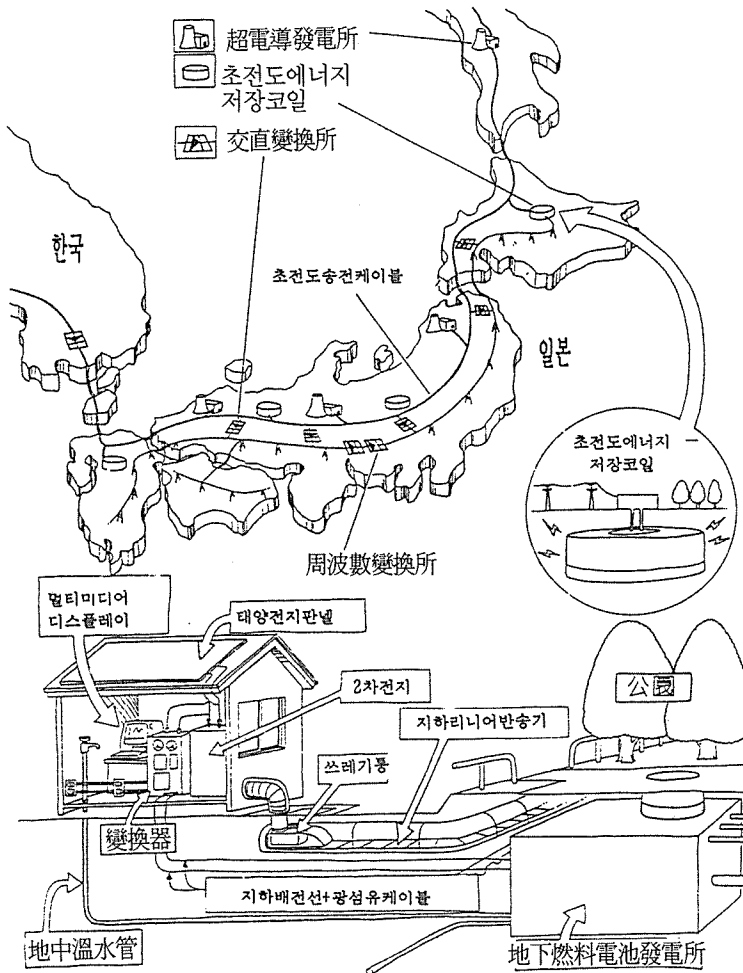 超電導發電所
초전도에너지
저장코일
交直變換所
한국
초전도송전케이블
일본
초전도에너지
저장코일
周波數變換所
멀티미디어
디스플레이
태양전지판넬
2차전지
公園
지하리니어반송기
쓰레기통
變換器
지하배전선+광섬유케이블
地中溫水管
地下燃料電池發電所